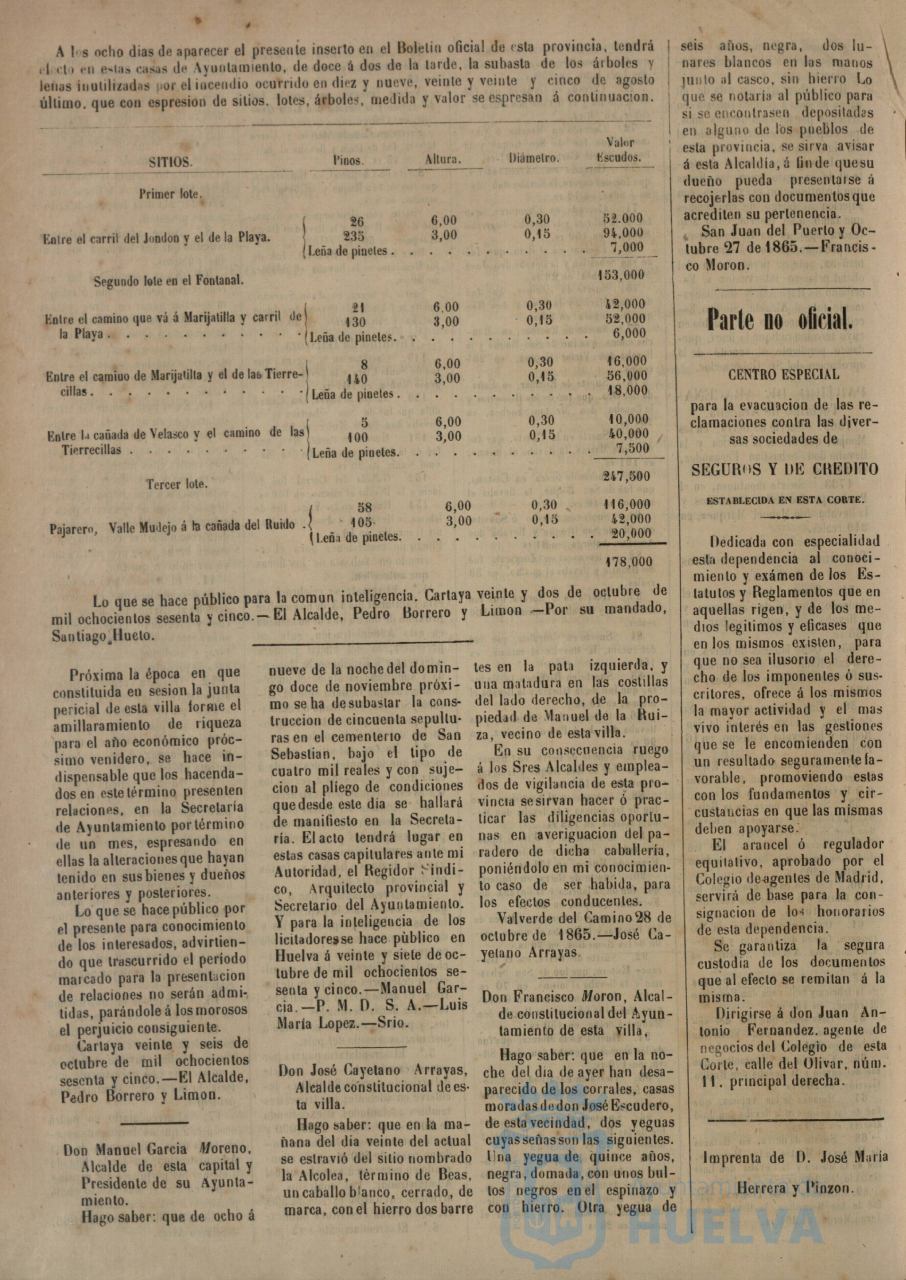 A los ocho dias de aparecer el presente inserto en el Boletin oficial de esta provincia, tendrá
efecto en estas casas de Ayuntamiento, de doce á dos de la tarde, la subasta de los árboles y
leñas inutilizadas por el incendio ocurrido en diez y nueve, veinte y veinte y cinco de agosto
último, que con espresion de sitios, lotes, árboles, medida y valor se espresan á continuacion.
SITIOS. Pinos. Altura. Diámetro. Valor Escudos.
Primer lote.
26 6,00 0,30 52.000
Entre el carril del Jondon y el de la Playa. 235 3,00 0,15 94,000
Leña de pinetes . . . . . . . . . . . 7,000
153,000
Segundo lote en el Fontanal.
21 6,00 0,30 42,000
Entre el camino que vá á Marijatilla y carril de 130 3,00 0,15 52,000
la Playa . . . . . . . . . . . Leña de pinetes. . . . . . . . . . . 6,000
8 6,00 0,30 16,000
Entre el camino de Marijatilla y el de las Tierre- 140 3,00 0,15 56,000
cillas . . . . . . . . . . . Leña de pinetes . . . . . . . . . . . 18,000
5 6,00 0,30 10,000
Entre la cañada de Velasco y el camino de las 100 3,00 0,15 40,000
Tierrecillas . . . . . . . . . . Leña de pinetes. . . . . . . . . . . 7,500
247,500
Tercer lote.
58 6,00 0,30 116,000
Pajarero, Valle Mudejo á la cañada del Ruido . 105 3,00 0,15 42,000
Leña de pinetes. . . . . . . . . . . 20,000
178,000
Lo que se hace público para la comun inteligencia. Cartaya veinte y dos de octubre de
mil ochocientos sesenta y cinco.—El Alcalde, Pedro Borrero y Limon —Por su mandado,
Santiago Hueto.
Próxima la época en que
constituida en sesion la junta
pericial de esta villa forme el
amillaramiento de riqueza
para el año económico próc-
simo venidero, se hace in-
dispensable que los hacenda-
dos en este término presenten
relaciones, en la Secretaría
de Ayuntamiento por término
de un mes, espresando en
ellas la alteraciones que hayan
tenido en sus bienes y dueños
anteriores y posteriores.
Lo que se hace público por
el presente para conocimiento
de los interesados, advirtien-
do que trascurrido el período
marcado para la presentacion
de relaciones no serán admi-
tidas, parándole á los morosos
el perjuicio consiguiente.
Cartaya veinte y seis de
octubre de mil ochocientos
sesenta y cinco.—El Alcalde,
Pedro Borrero y Limon.
Don Manuel Garcia Moreno,
Alcalde de esta capital y
Presidente de su Ayunta-
miento.
Hago saber: que de ocho á
nueve de la noche del domin-
go doce de noviembre próxi-
mo se ha de subastar la cons-
truccion de cincuenta sepultu-
ras en el cementerio de San
Sebastian, bajo el tipo de
cuatro mil reales y con suje-
cion al pliego de condiciones
que desde este dia se hallará
de manifiesto en la Secreta-
ría. El acto tendrá lugar en
estas casas capitulares ante mi
Autoridad, el Regidor Sindi-
co, Arquitecto provincial y
Secretario del Ayuntamiento.
Y para la inteligencia de los
licitadores se hace público en
Huelva á veinte y siete de oc-
tubre de mil ochocientos se-
senta y cinco.—Manuel Gar-
cia.—P. M. D. S. A.—Luis
María Lopez.—Srio.
Don José Cayetano Arrayas,
Alcalde constitucional de es-
ta villa.
Hago saber: que en la ma-
ñana del dia veinte del actual
se estravió del sitio nombrado
la Alcolea, término de Beas,
un caballo blanco, cerrado, de
marca, con el hierro dos barre
tes en la pata izquierda, y
una matadura en las costillas
del lado derecho, de la pro-
piedad de Manuel de la Rui-
za, vecino de esta villa.
En su consecuencia ruego
á los Sres Alcaldes y emplea-
dos de vigilancia de esta pro-
vincia se sirvan hacer ó prac-
ticar las diligencias oportu-
nas en averiguacion del pa-
radero de dicha caballería,
poniéndolo en mi conocimien-
to caso de ser habida, para
los efectos conducentes.
Valverde del Camino 28 de
octubre de 1865.—José Ca-
yetano Arrayas.
Don Francisco Moron, Alcal-
de constitucional del Ayun-
tamiento de esta villa,
Hago saber: que en la no-
che del dia de ayer han desa-
parecido de los corrales, casas
moradas de don José Escudero,
de esta vecindad, dos yeguas
cuyas señas son las siguientes.
Una yegua de quince años,
negra, domada, con unos bul-
tos negros en el espinazo y
con hierro. Otra yegua de
seis años, negra, dos lu-
nares blancos en las manos
junto al casco, sin hierro Lo
que se notaria al público para
si se encontrasen depositadas
en alguno de los pueblos de
esta provincia, se sirva avisar
á esta Alcaldía, á fin de que su
dueño pueda presentarse á
recojerlas con documentos que
acrediten su pertenencia.
San Juan del Puerto y Oc-
tubre 27 de 1865.—Francis-
co Moron.
Parte no oficial.
CENTRO ESPECIAL
para la evacuacion de las re-
clamaciones contra las diver-
sas sociedades de
SEGUROS Y DE CREDITO
ESTABLECIDA EN ESTA CORTE.
Dedicada con especialidad
esta dependencia al conoci-
miento y exámen de los Es-
tatutos y Reglamentos que en
aquellas rigen, y de los me-
dios legitimos y eficases que
en los mismos existen, para
que no sea ilusorio el dere-
cho de los imponentes ó sus-
critores, ofrece á los mismos
la mayor actividad y el mas
vivo interés en las gestiones
que se le encomienden con
un resultado seguramente fa-
vorable, promoviendo estas
con los fundamentos y cir-
custancias en que las mismas
deben apoyarse.
El arancel ó regulador
equitativo, aprobado por el
Colegio de agentes de Madrid,
servirá de base para la con-
signacion de los honorarios
de esta dependencia.
Se garantiza la segura
custodia de los documentos
que al efecto se remitan á la
misma.
Dirigirse á don Juan An-
tonio Fernandez, agente de
negocios del Colegio de esta
Corte, calle del Olivar, núm.
11. principal derecha.
Imprenta de D. José María
Herrera y Pinzon.
HUELVA